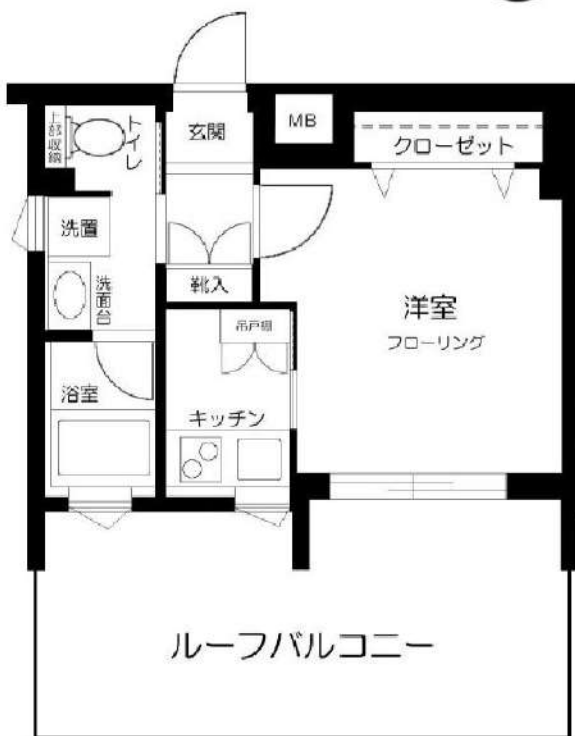 上部収納
トイレ
玄関
MB
クローゼット
洗置
洗面台
靴入
洋室
フローリング
吊戸棚
浴室
キッチン
ルーフバルコニー